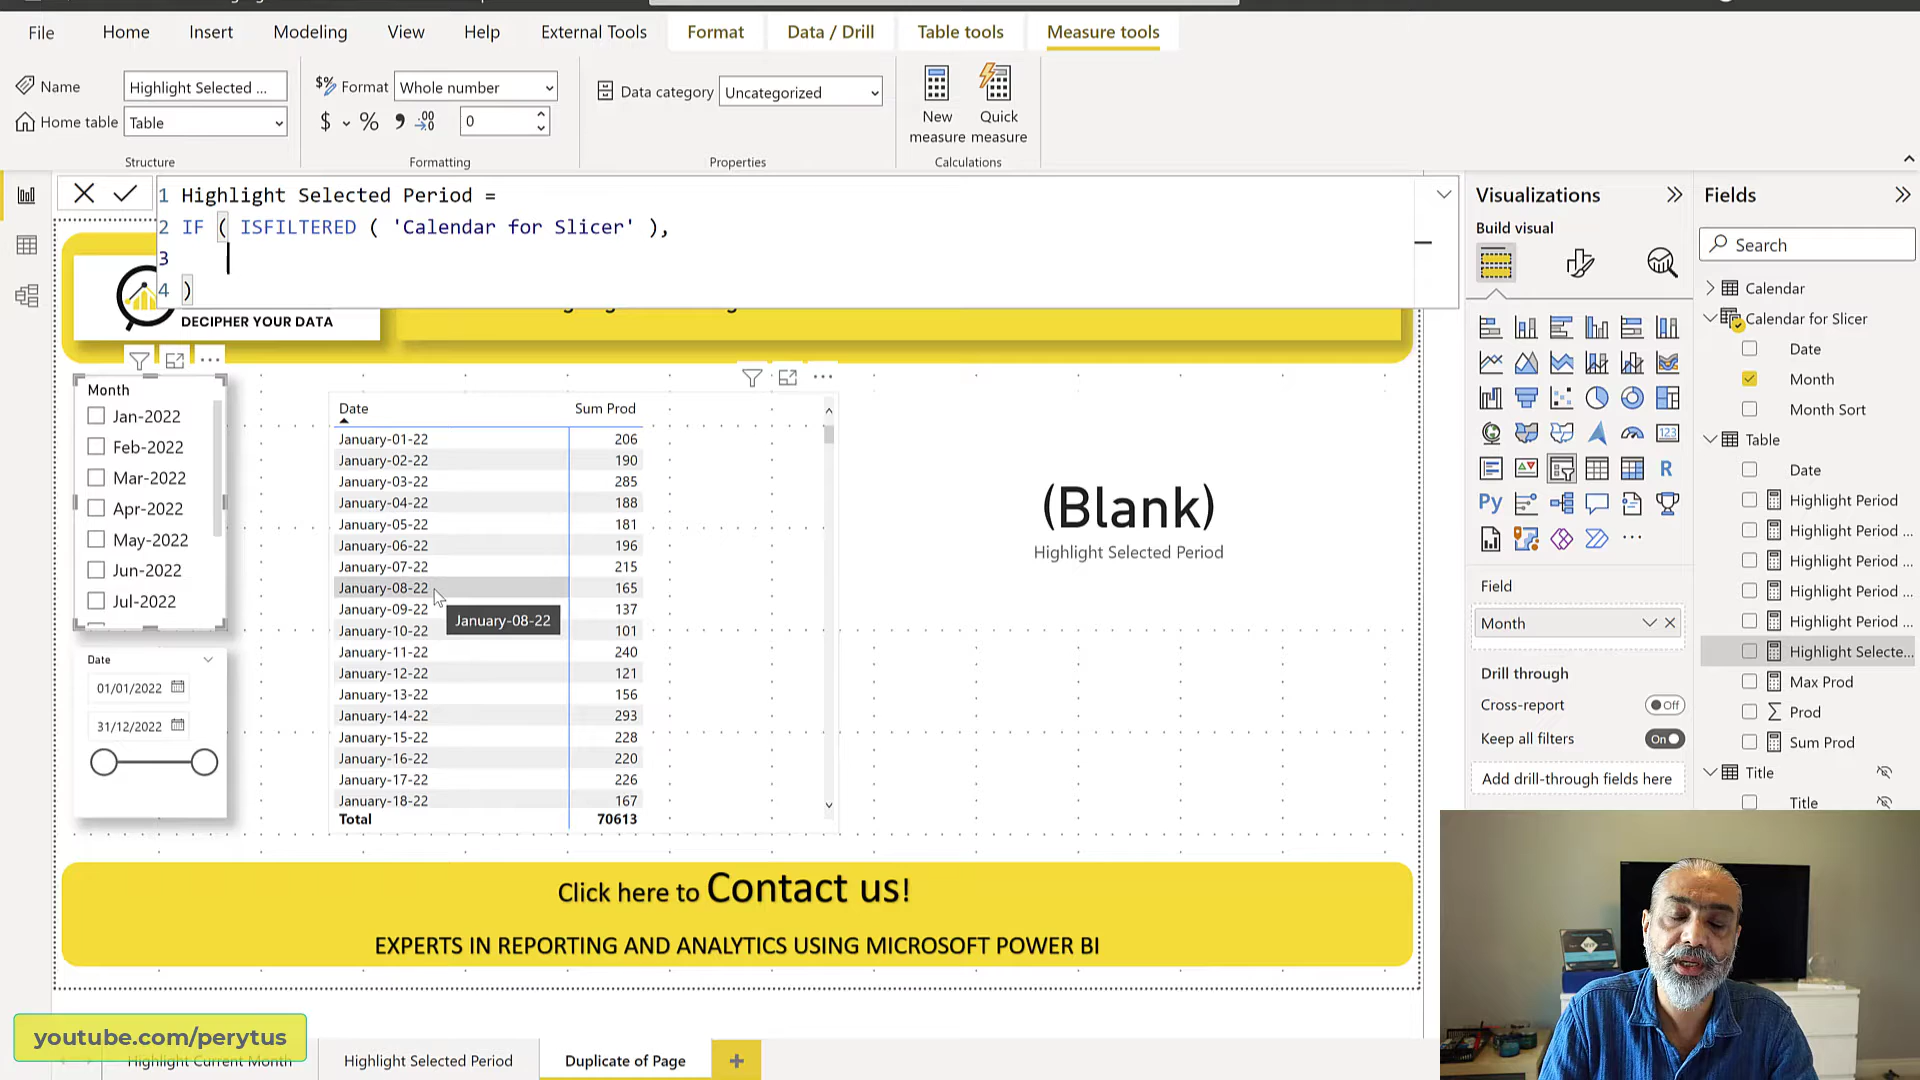 File Home Insert Modeling View Help External Tools Format Data / Drill Table tools Measure tools
Name Highlight Selected ... Format Whole number Data category Uncategorized New measure Quick measure
Home table Table $ % 0
Structure Formatting Properties Calculations
1 Highlight Selected Period =
2 IF ( ISFILTERED ( 'Calendar for Slicer' ),
3
4 )
DECIPHER YOUR DATA
Month
Jan-2022
Feb-2022
Mar-2022
Apr-2022
May-2022
Jun-2022
Jul-2022
Date
01/01/2022
31/12/2022
Date Sum Prod
January-01-22 206
January-02-22 190
January-03-22 285
January-04-22 188
January-05-22 181
January-06-22 196
January-07-22 215
January-08-22 165
January-09-22 137
January-08-22
January-10-22 101
January-11-22 240
January-12-22 121
January-13-22 156
January-14-22 293
January-15-22 228
January-16-22 220
January-17-22 226
January-18-22 167
Total 70613
(Blank)
Highlight Selected Period
Click here to Contact us!
EXPERTS IN REPORTING AND ANALYTICS USING MICROSOFT POWER BI
youtube.com/perytus
Highlight Current Month Highlight Selected Period Duplicate of Page +
Visualizations
Build visual
123
R
Py
...
Field
Month
Drill through
Cross-report Off
Keep all filters On
Add drill-through fields here
Fields
Search
Calendar
Calendar for Slicer
Date
Month
Month Sort
Table
Date
Highlight Period
Highlight Period ...
Highlight Period ...
Highlight Period ...
Highlight Period ...
Highlight Selecte...
Max Prod
Prod
Sum Prod
Title
Title